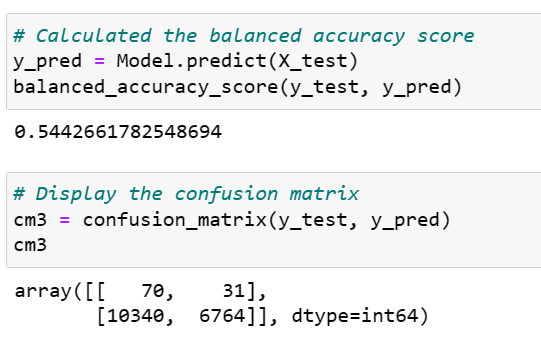 # Calculated the balanced accuracy score
y_pred = Model.predict(X_test)
balanced_accuracy_score(y_test, y_pred)
0.5442661782548694
# Display the confusion matrix
cm3 = confusion_matrix(y_test, y_pred)
cm3
array([[   70,    31],
       [10340,  6764]], dtype=int64)